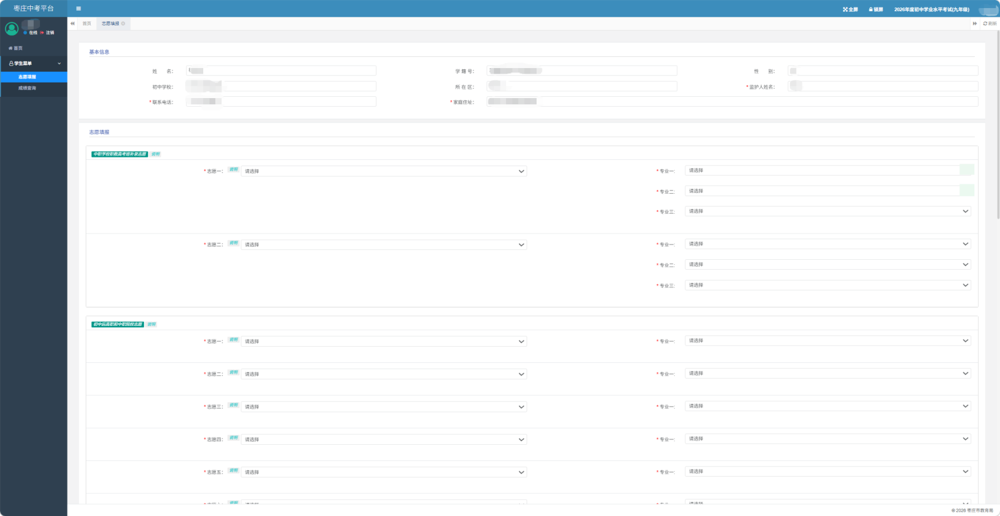 枣庄中考平台
全屏 锁屏 2026年度初中学业水平考试(九年级)
在线 注销
首页 志愿填报 刷新
首页
学生菜单
志愿填报
成绩查询
基本信息
姓 名: 学 籍 号: 性 别:
初中学校: 所 在 区: *监护人姓名:
*联系电话: *家庭住址:
志愿填报
中职学校职教高考班补录志愿 说明
*志愿一: 说明 请选择 *专业一: 请选择
*专业二: 请选择
*专业三: 请选择
*志愿二: 说明 请选择 *专业一: 请选择
*专业二: 请选择
*专业三: 请选择
初中后高职和中职院校志愿 说明
*志愿一: 说明 请选择 *专业一: 请选择
*志愿二: 说明 请选择 *专业一: 请选择
*志愿三: 说明 请选择 *专业一: 请选择
*志愿四: 说明 请选择 *专业一: 请选择
*志愿五: 说明 请选择 *专业一: 请选择
© 2026 枣庄市教育局